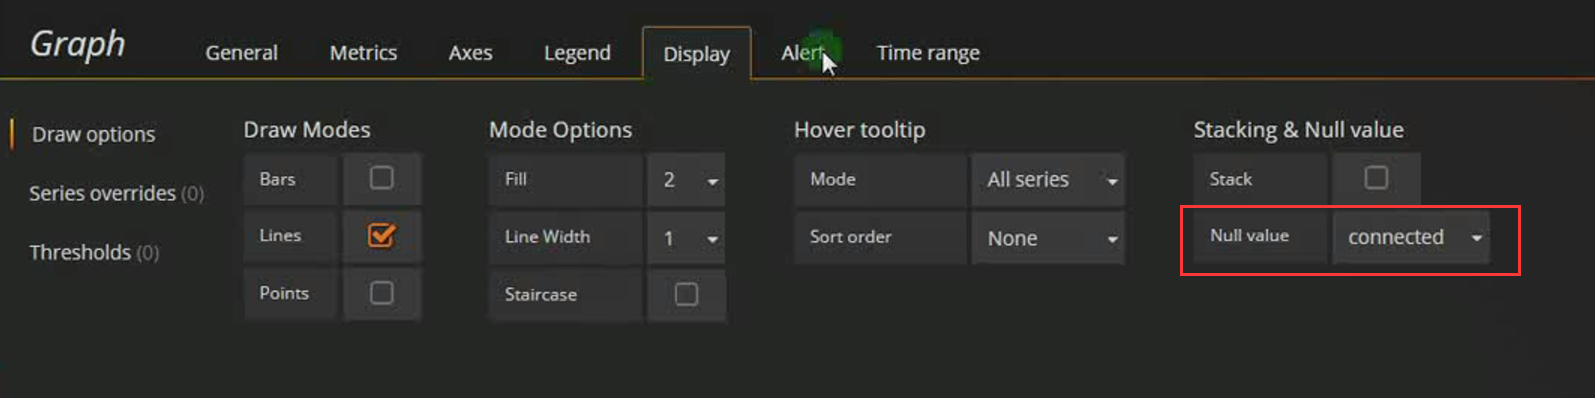 Graph General Metrics Axes Legend Display Alert Time range
Draw options
Series overrides (0)
Thresholds (0)
Draw Modes
Bars
Lines
Points
Mode Options
Fill 2
Line Width 1
Staircase
Hover tooltip
Mode All series
Sort order None
Stacking & Null value
Stack
Null value connected